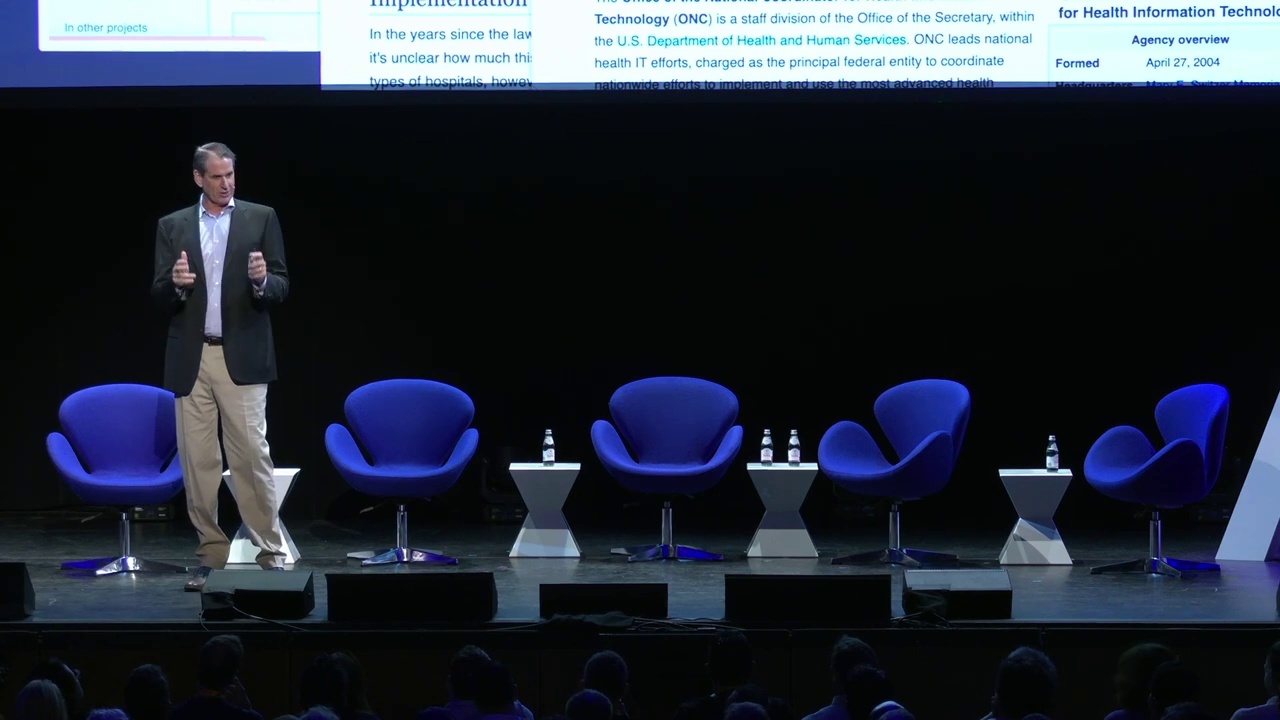 In other projects
Implementation
In the years since the law
it's unclear how much this
types of hospitals, howev
Technology (ONC) is a staff division of the Office of the Secretary, within
the U.S. Department of Health and Human Services. ONC leads national
health IT efforts, charged as the principal federal entity to coordinate
nationwide efforts to implement and use the most advanced health
for Health Information Technolo
Agency overview
Formed April 27, 2004